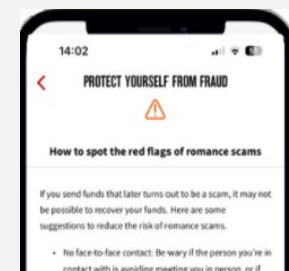 14:02
PROTECT YOURSELF FROM FRAUD
How to spot the red flags of romance scams
If you send funds that later turns out to be a scam, it may not
be possible to recover your funds. Here are some
suggestions to reduce the risk of romance scams.
• No face-to-face contact: Be wary if the person you're in
contact with is avoiding meeting you in person, or if